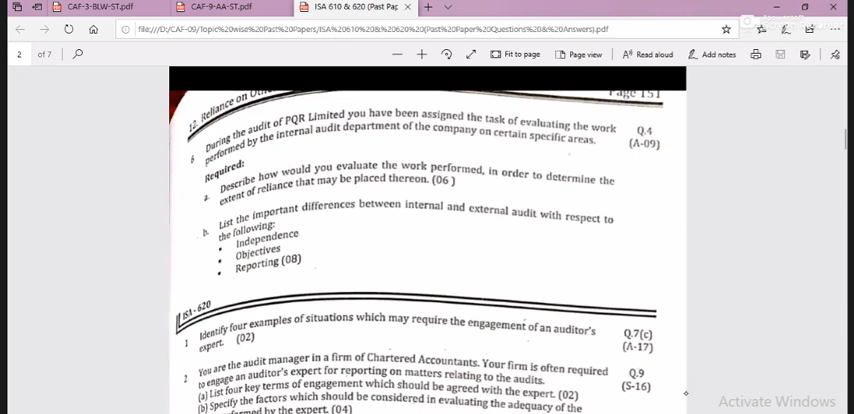 CAF-3-BLW-ST.pdf
CAF-9-AA-ST.pdf
ISA 610 & 620 (Past Pap
file:///D:/CAF-09/Topic%20wise%20Past%20Papers/ISA%20610%20&%20620%20(Past%20Paper%20Questions%20&%20Answers).pdf
2 of 7
Fit to page
Page view
Read aloud
Add notes
12. Reliance on
Page 151
6 During the audit of PQR Limited you have been assigned the task of evaluating the work Q.4
performed by the internal audit department of the company on certain specific areas. (A-09)
Required:
a. Describe how would you evaluate the work performed, in order to determine the
extent of reliance that may be placed thereon. (06 )
b. List the important differences between internal and external audit with respect to
the following:
• Independence
• Objectives
• Reporting (08)
ISA - 620
1 Identify four examples of situations which may require the engagement of an auditor's Q.7(c)
expert. (02) (A-17)
2 You are the audit manager in a firm of Chartered Accountants. Your firm is often required Q.9
to engage an auditor's expert for reporting on matters relating to the audits. (S-16)
(a) List four key terms of engagement which should be agreed with the expert. (02)
(b) Specify the factors which should be considered in evaluating the adequacy of the
formed by the expert. (04)
Activate Windows